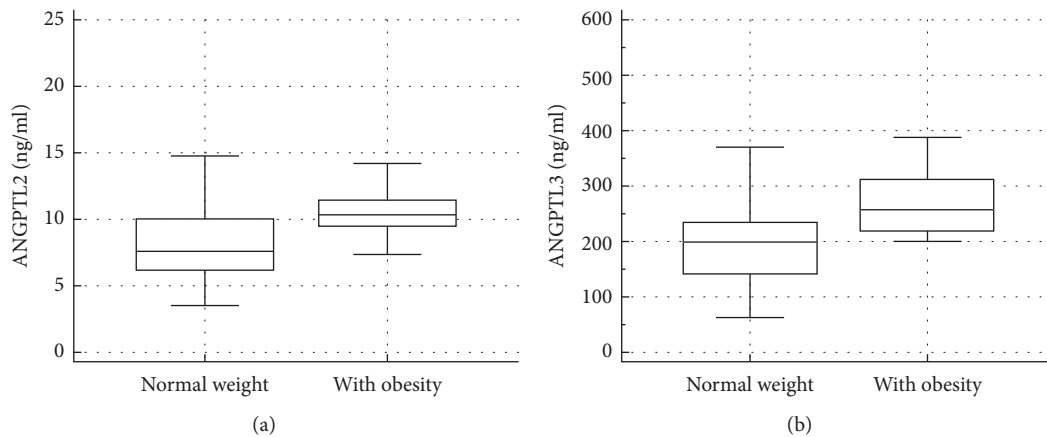 25
20
15
10
5
0
ANGPTL2 (ng/ml)
Normal weight
With obesity
(a)
600
500
400
300
200
100
0
ANGPTL3 (ng/ml)
Normal weight
With obesity
(b)